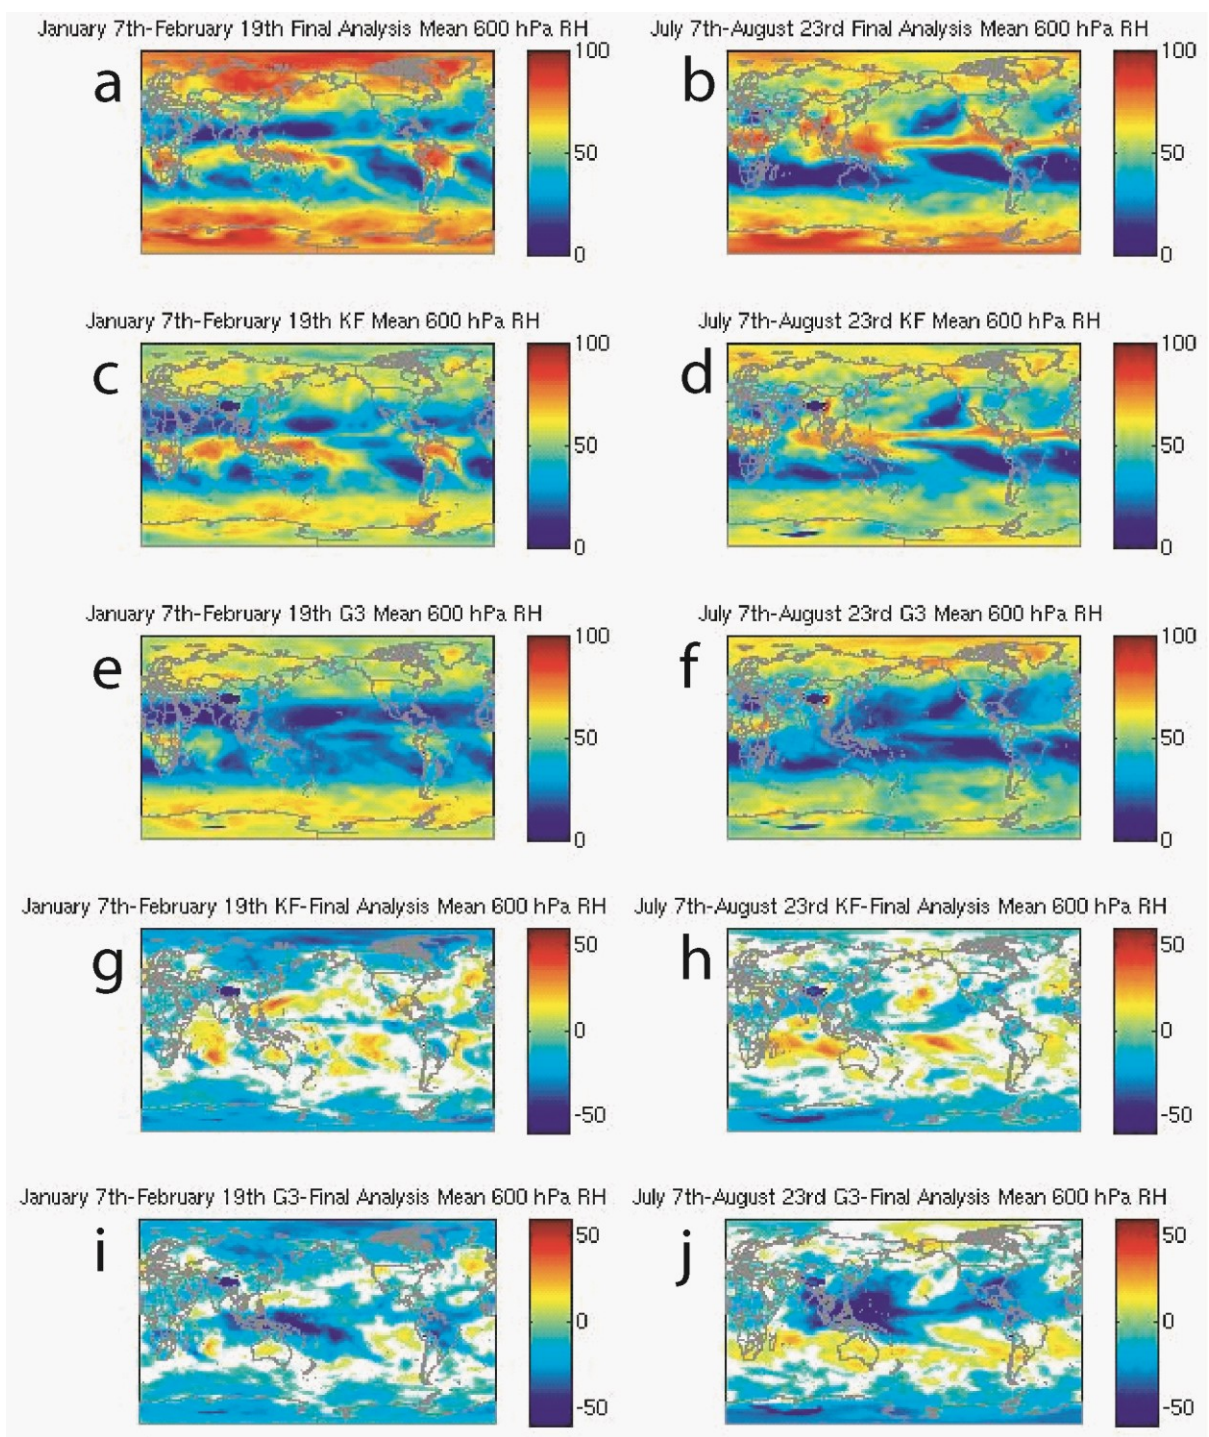 January 7th-February 19th Final Analysis Mean 600 hPa RH
a
100
50
0
July 7th-August 23rd Final Analysis Mean 600 hPa RH
b
100
50
0
January 7th-February 19th KF Mean 600 hPa RH
c
100
50
0
July 7th-August 23rd KF Mean 600 hPa RH
d
100
50
0
January 7th-February 19th G3 Mean 600 hPa RH
e
100
50
0
July 7th-August 23rd G3 Mean 600 hPa RH
f
100
50
0
January 7th-February 19th KF-Final Analysis Mean 600 hPa RH
g
50
0
-50
July 7th-August 23rd KF-Final Analysis Mean 600 hPa RH
h
50
0
-50
January 7th-February 19th G3-Final Analysis Mean 600 hPa RH
i
50
0
-50
July 7th-August 23rd G3-Final Analysis Mean 600 hPa RH
j
50
0
-50